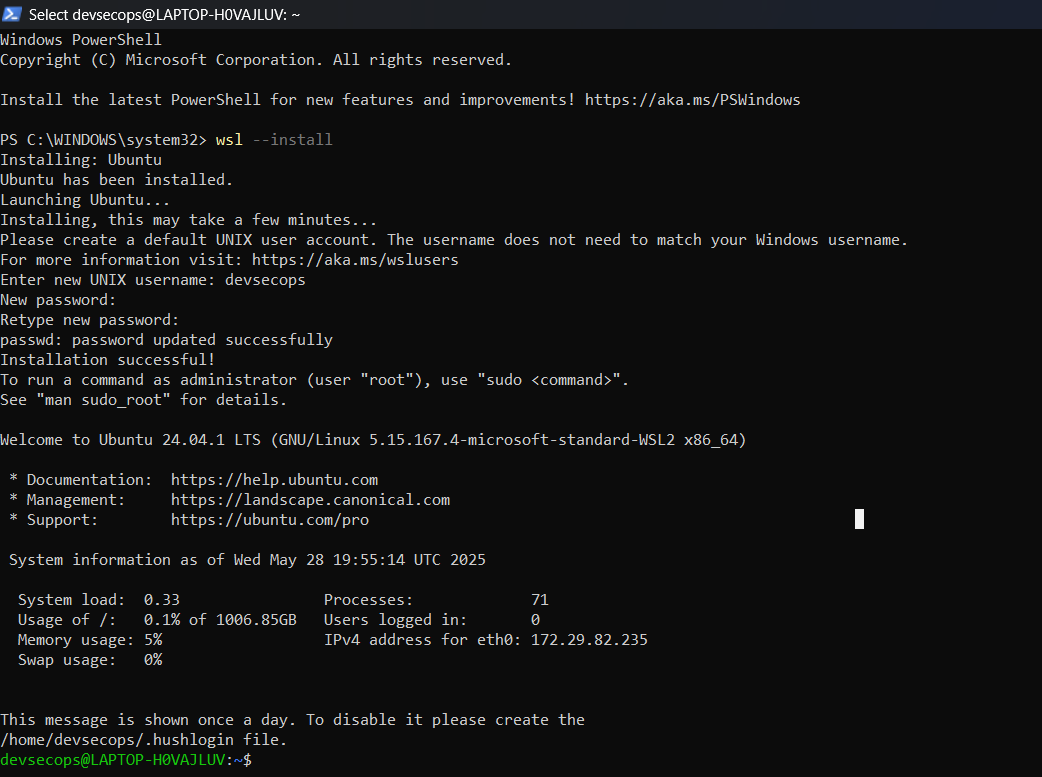 Select devsecops@LAPTOP-H0VAJLUV: ~
Windows PowerShell
Copyright (C) Microsoft Corporation. All rights reserved.
Install the latest PowerShell for new features and improvements! https://aka.ms/PSWindows
PS C:\WINDOWS\system32> wsl --install
Installing: Ubuntu
Ubuntu has been installed.
Launching Ubuntu...
Installing, this may take a few minutes...
Please create a default UNIX user account. The username does not need to match your Windows username.
For more information visit: https://aka.ms/wslusers
Enter new UNIX username: devsecops
New password:
Retype new password:
passwd: password updated successfully
Installation successful!
To run a command as administrator (user "root"), use "sudo <command>".
See "man sudo_root" for details.
Welcome to Ubuntu 24.04.1 LTS (GNU/Linux 5.15.167.4-microsoft-standard-WSL2 x86_64)
* Documentation:  https://help.ubuntu.com
* Management:     https://landscape.canonical.com
* Support:        https://ubuntu.com/pro
System information as of Wed May 28 19:55:14 UTC 2025
System load:  0.33                Processes:             71
Usage of /:   0.1% of 1006.85GB   Users logged in:       0
Memory usage: 5%                  IPv4 address for eth0: 172.29.82.235
Swap usage:   0%
This message is shown once a day. To disable it please create the
/home/devsecops/.hushlogin file.
devsecops@LAPTOP-H0VAJLUV:~$